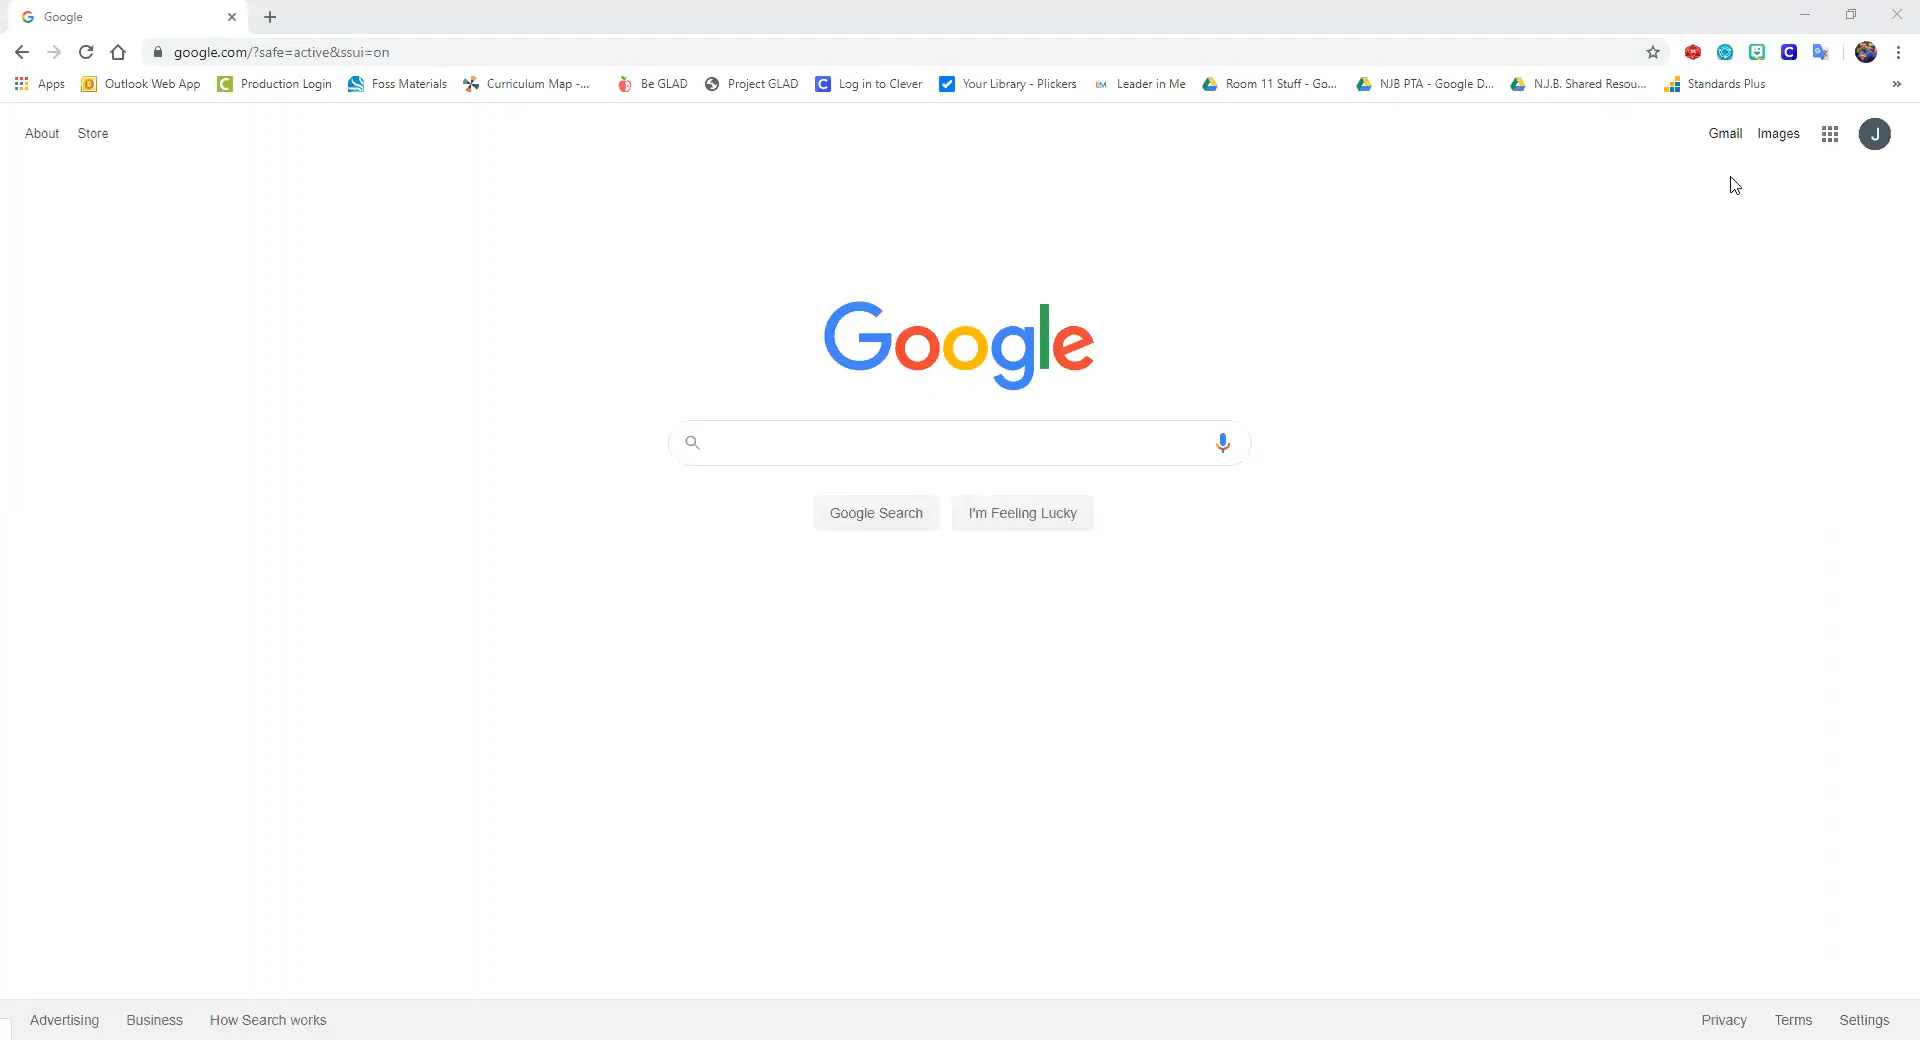 Google
google.com/?safe=active&ssui=on
Apps Outlook Web App Production Login Foss Materials Curriculum Map -... Be GLAD Project GLAD Log in to Clever Your Library - Plickers Leader in Me Room 11 Stuff - Go... NJB PTA - Google D... N.J.B. Shared Resou... Standards Plus »
About Store Gmail Images J
Google
Google Search I'm Feeling Lucky
Advertising Business How Search works Privacy Terms Settings